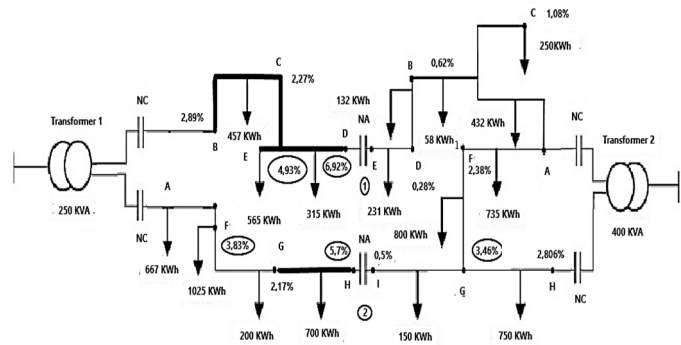 C 1,08%
C
B 0,62%
250KWh
2,27%
NC
132 KWh
NC
Transformer 1
2,89%
NA
432 KWh
Transformer 2
457 KWh
58 KWh
B
D
E
4,93%
6,92%
E
D
F
2,38%
A
1
0,28%
A
250 KVA
565 KWh
315 KWh
231 KWh
735 KWh
400 KVA
NC
F
3,83%
G
5,7%
NA
800 KWh
3,46%
2,806%
667 KWh
0,5%
1025 KWh
2,17%
H
I
G
H
NC
2
200 KWh
700 KWh
150 KWh
750 KWh